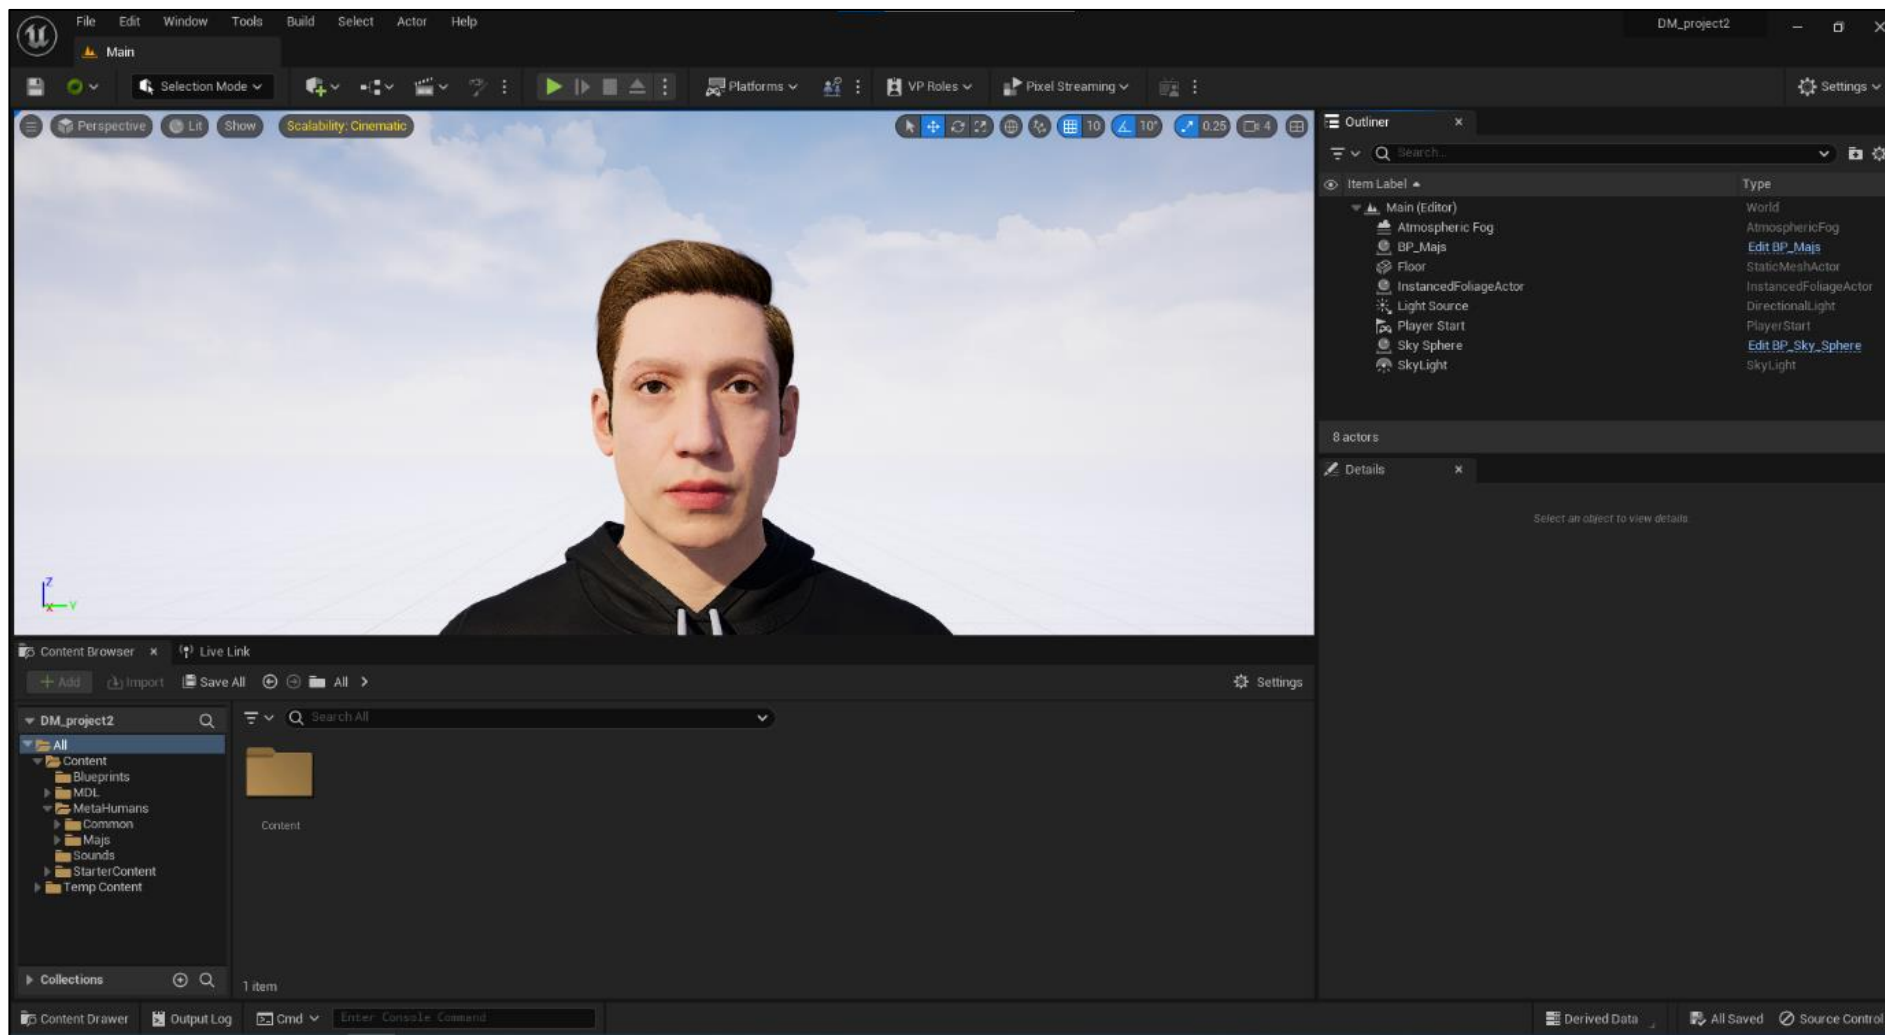 File Edit Window Tools Build Select Actor Help DM_project2
Main
Selection Mode Platforms VP Roles Pixel Streaming Settings
Perspective Lit Show Scalability: Cinematic 10 10° 0.25 4
Outliner
Search...
Item Label Type
Main (Editor) World
Atmospheric Fog AtmosphericFog
BP_Majs Edit BP_Majs
Floor StaticMeshActor
InstancedFoliageActor InstancedFoliageActor
Light Source DirectionalLight
Player Start PlayerStart
Sky Sphere Edit BP_Sky_Sphere
SkyLight SkyLight
8 actors
Details
Select an object to view details.
Z
X Y
Content Browser Live Link
Add Import Save All All Settings
DM_project2 Search All
All
Content
Blueprints
MDL
MetaHumans
Common
Majs
Sounds
StarterContent
Temp Content
Content
Collections
1 item
Content Drawer Output Log Cmd Enter Console Command Derived Data All Saved Source Control